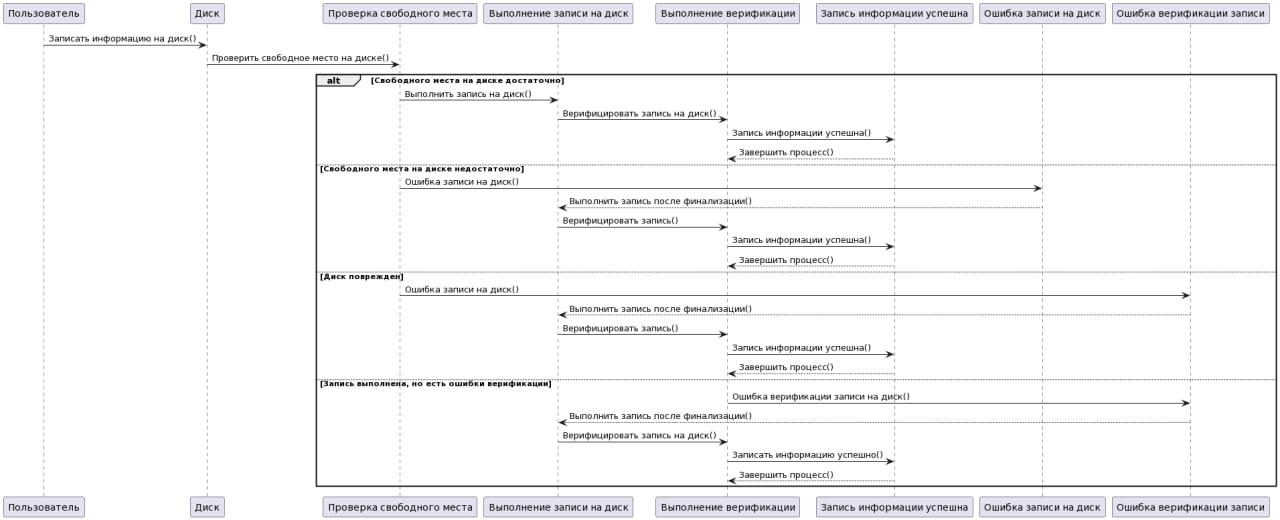 Пользователь Диск Проверка свободного места Выполнение записи на диск Выполнение верификации Запись информации успешна Ошибка записи на диск Ошибка верификации записи
Записать информацию на диск()
Проверить свободное место на диске()
alt [Свободного места на диске достаточно]
Выполнить запись на диск()
Верифицировать запись на диск()
Запись информации успешна()
Завершить процесс()
[Свободного места на диске недостаточно]
Ошибка записи на диск()
Выполнить запись после финализации()
Верифицировать запись()
Запись информации успешна()
Завершить процесс()
[Диск поврежден]
Ошибка записи на диск()
Выполнить запись после финализации()
Верифицировать запись()
Запись информации успешна()
Завершить процесс()
[Запись выполнена, но есть ошибки верификации]
Ошибка верификации записи на диск()
Выполнить запись после финализации()
Верифицировать запись на диск()
Записать информацию успешно()
Завершить процесс()
Пользователь Диск Проверка свободного места Выполнение записи на диск Выполнение верификации Запись информации успешна Ошибка записи на диск Ошибка верификации записи